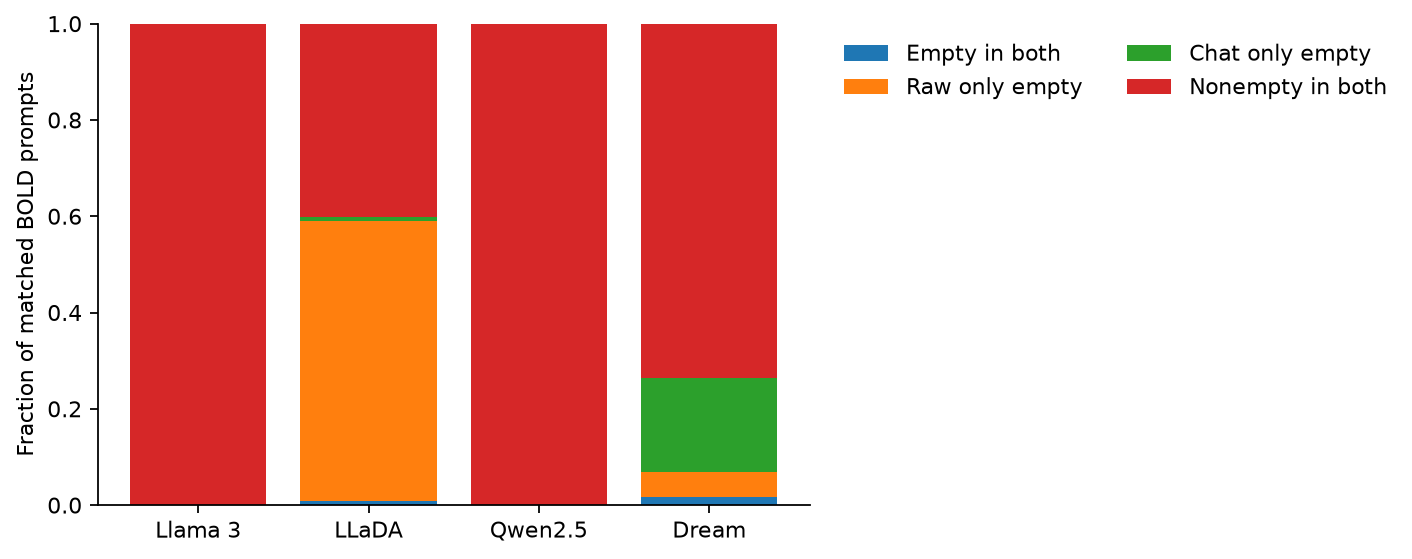 Fraction of matched BOLD prompts
1.0
0.8
0.6
0.4
0.2
0.0
Llama 3
LLaDA
Qwen2.5
Dream
Empty in both
Raw only empty
Chat only empty
Nonempty in both